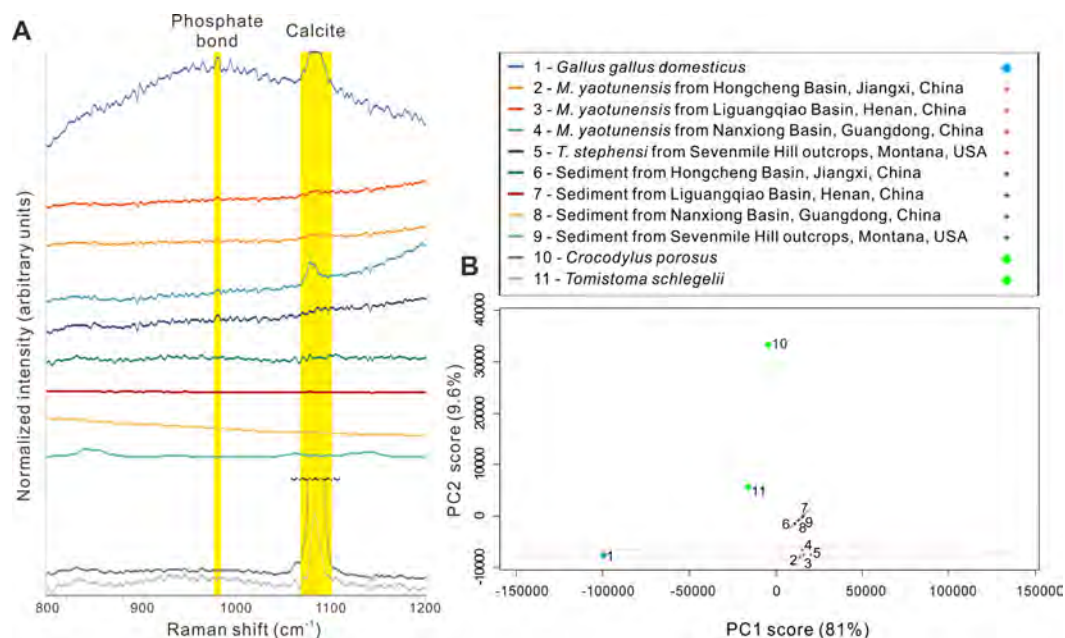 A
Phosphate
bond
Calcite
Normalized intensity (arbitrary units)
800
900
1000
1100
1200
Raman shift (cm⁻¹)
1 - Gallus gallus domesticus
2 - M. yaotunensis from Hongcheng Basin, Jiangxi, China
3 - M. yaotunensis from Liguangqiao Basin, Henan, China
4 - M. yaotunensis from Nanxiong Basin, Guangdong, China
5 - T. stephensi from Sevenmile Hill outcrops, Montana, USA
6 - Sediment from Hongcheng Basin, Jiangxi, China
7 - Sediment from Liguangqiao Basin, Henan, China
8 - Sediment from Nanxiong Basin, Guangdong, China
9 - Sediment from Sevenmile Hill outcrops, Montana, USA
10 - Crocodylus porosus
11 - Tomistoma schlegelii
B
PC2 score (9.6%)
40000
30000
20000
10000
0
-10000
10
11
7
6
9
8
4
1
5
2
3
-150000
-100000
-50000
0
50000
100000
150000
PC1 score (81%)